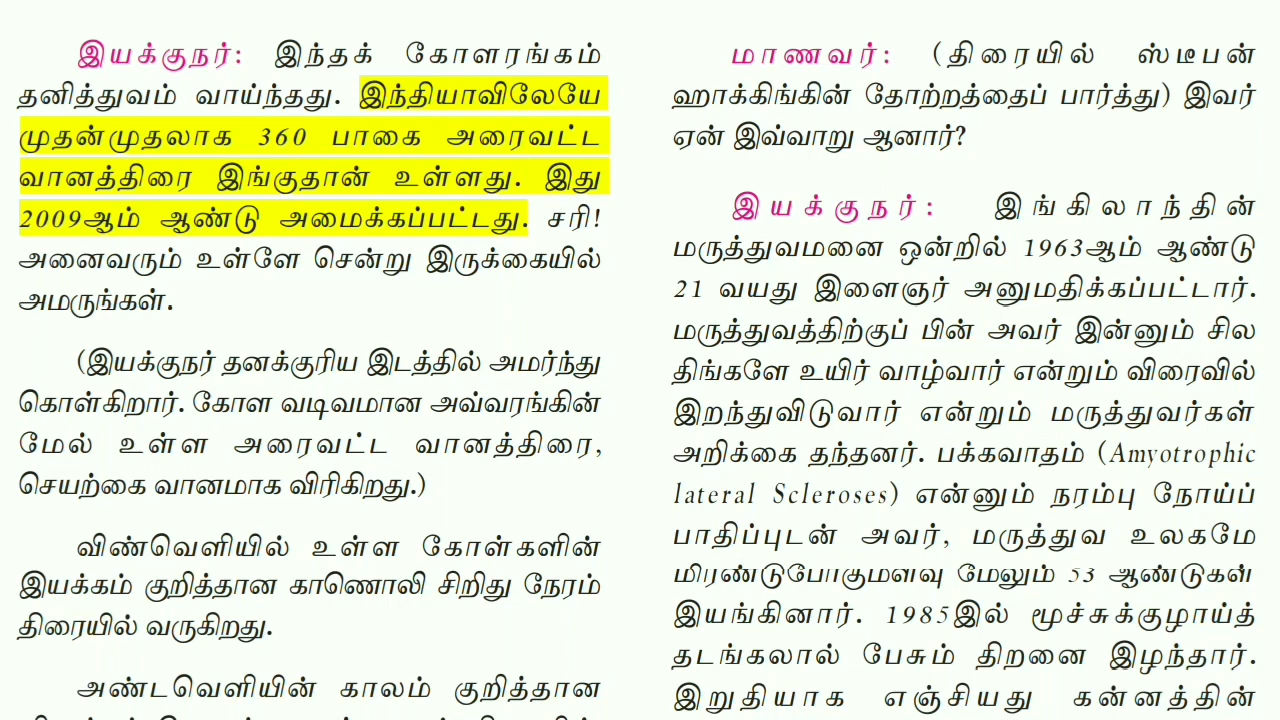 இயக்குநர்: இந்தக் கோளரங்கம்
தனித்துவம் வாய்ந்தது. இந்தியாவிலேயே
முதன்முதலாக 360 பாகை அரைவட்ட
வானத்திரை இங்குதான் உள்ளது. இது
2009ஆம் ஆண்டு அமைக்கப்பட்டது. சரி!
அனைவரும் உள்ளே சென்று இருக்கையில்
அமருங்கள்.
(இயக்குநர் தனக்குரிய இடத்தில் அமர்ந்து
கொள்கிறார். கோள வடிவமான அவ்வரங்கின்
மேல் உள்ள அரைவட்ட வானத்திரை,
செயற்கை வானமாக விரிகிறது.)
விண்வெளியில் உள்ள கோள்களின்
இயக்கம் குறித்தான காணொலி சிறிது நேரம்
திரையில் வருகிறது.
அண்டவெளியின் காலம் குறித்தான
மாணவர்: (திரையில் ஸ்டீபன்
ஹாக்கிங்கின் தோற்றத்தைப் பார்த்து) இவர்
ஏன் இவ்வாறு ஆனார்?
இயக்குநர்: இங்கிலாந்தின்
மருத்துவமனை ஒன்றில் 1963ஆம் ஆண்டு
21 வயது இளைஞர் அனுமதிக்கப்பட்டார்.
மருத்துவத்திற்குப் பின் அவர் இன்னும் சில
திங்களே உயிர் வாழ்வார் என்றும் விரைவில்
இறந்துவிடுவார் என்றும் மருத்துவர்கள்
அறிக்கை தந்தனர். பக்கவாதம் (Amyotrophic
lateral Scleroses) என்னும் நரம்பு நோய்ப்
பாதிப்புடன் அவர், மருத்துவ உலகமே
மிரண்டுபோகுமளவு மேலும் 53 ஆண்டுகள்
இயங்கினார். 1985இல் மூச்சுக்குழாய்த்
தடங்கலால் பேசும் திறனை இழந்தார்.
இறுதியாக எஞ்சியது கன்னத்தின்